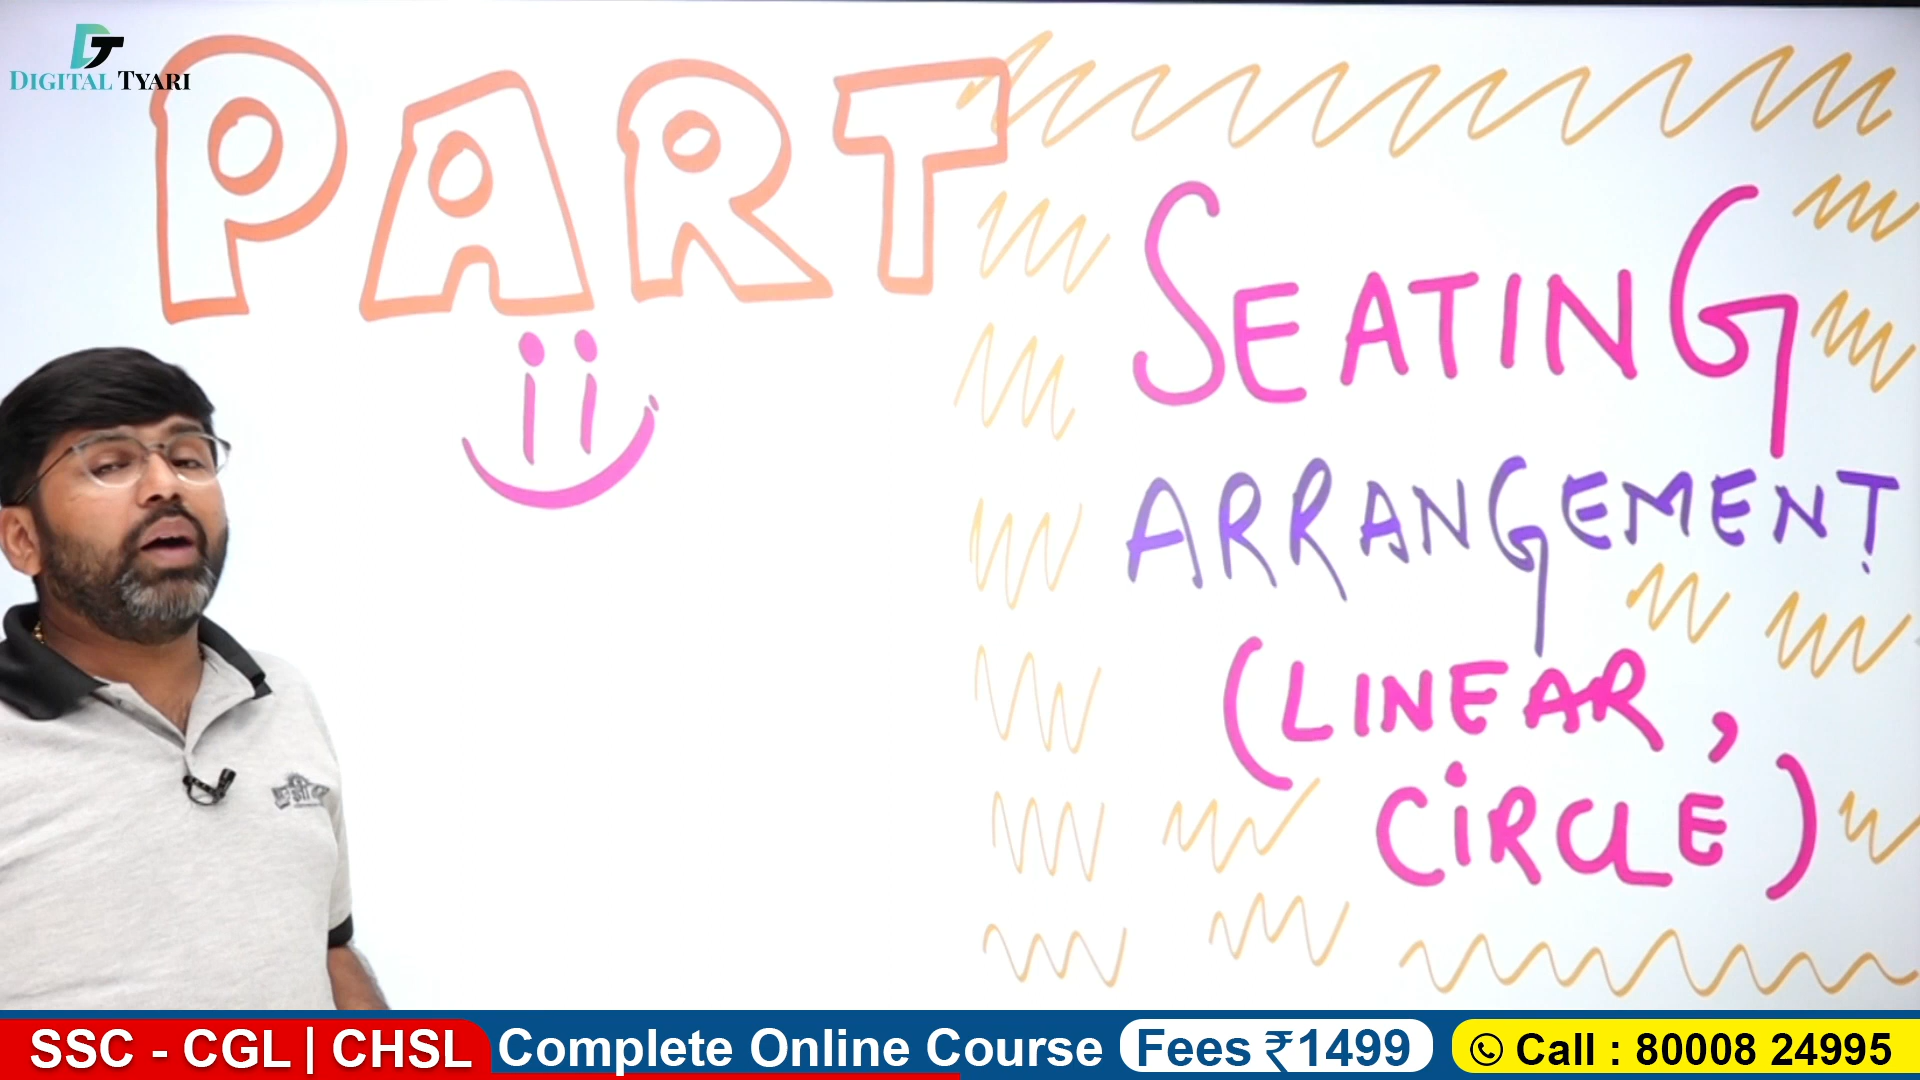 DT
DIGITAL TYARI
PART
ii
SEATING
ARRANGEMENT
(LINEAR,
CIRCLE)
SSC - CGL | CHSL Complete Online Course Fees ₹1499 Call : 80008 24995